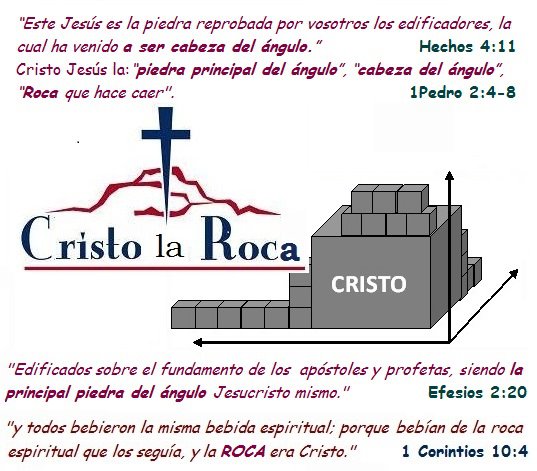 “Este Jesús es la piedra reprobada por vosotros los edificadores, la
cual ha venido a ser cabeza del ángulo.” Hechos 4:11
Cristo Jesús la:“piedra principal del ángulo”, “cabeza del ángulo”,
“Roca que hace caer". 1Pedro 2:4-8
Cristo la Roca
CRISTO
"Edificados sobre el fundamento de los apóstoles y profetas, siendo la
principal piedra del ángulo Jesucristo mismo." Efesios 2:20
"y todos bebieron la misma bebida espiritual; porque bebían de la roca
espiritual que los seguía, y la ROCA era Cristo." 1 Corintios 10:4